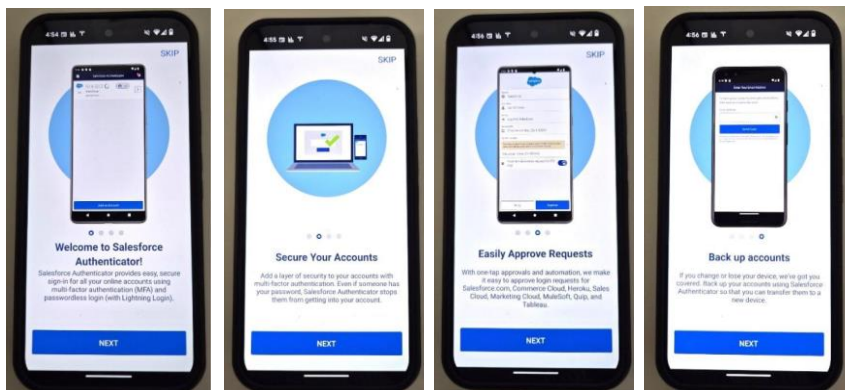 4:54
SKIP
Welcome to Salesforce
Authenticator!
Salesforce Authenticator provides easy, secure
sign-in for all your online accounts using
multi-factor authentication (MFA) and
passwordless login (with Lightning Login).
NEXT
4:55
SKIP
Secure Your Accounts
Add a layer of security to your accounts with
multi-factor authentication. Even if someone has
your password, Salesforce Authenticator stops
them from getting into your account.
NEXT
4:56
SKIP
Easily Approve Requests
With one-tap approvals and automation, we make
it easy to approve login requests for
Salesforce.com, Commerce Cloud, Heroku, Sales
Cloud, Marketing Cloud, MuleSoft, Quip, and
Tableau.
NEXT
4:56
Back up accounts
If you change or lose your device, we've got you
covered. Back up your accounts using Salesforce
Authenticator so that you can transfer them to a
new device.
NEXT